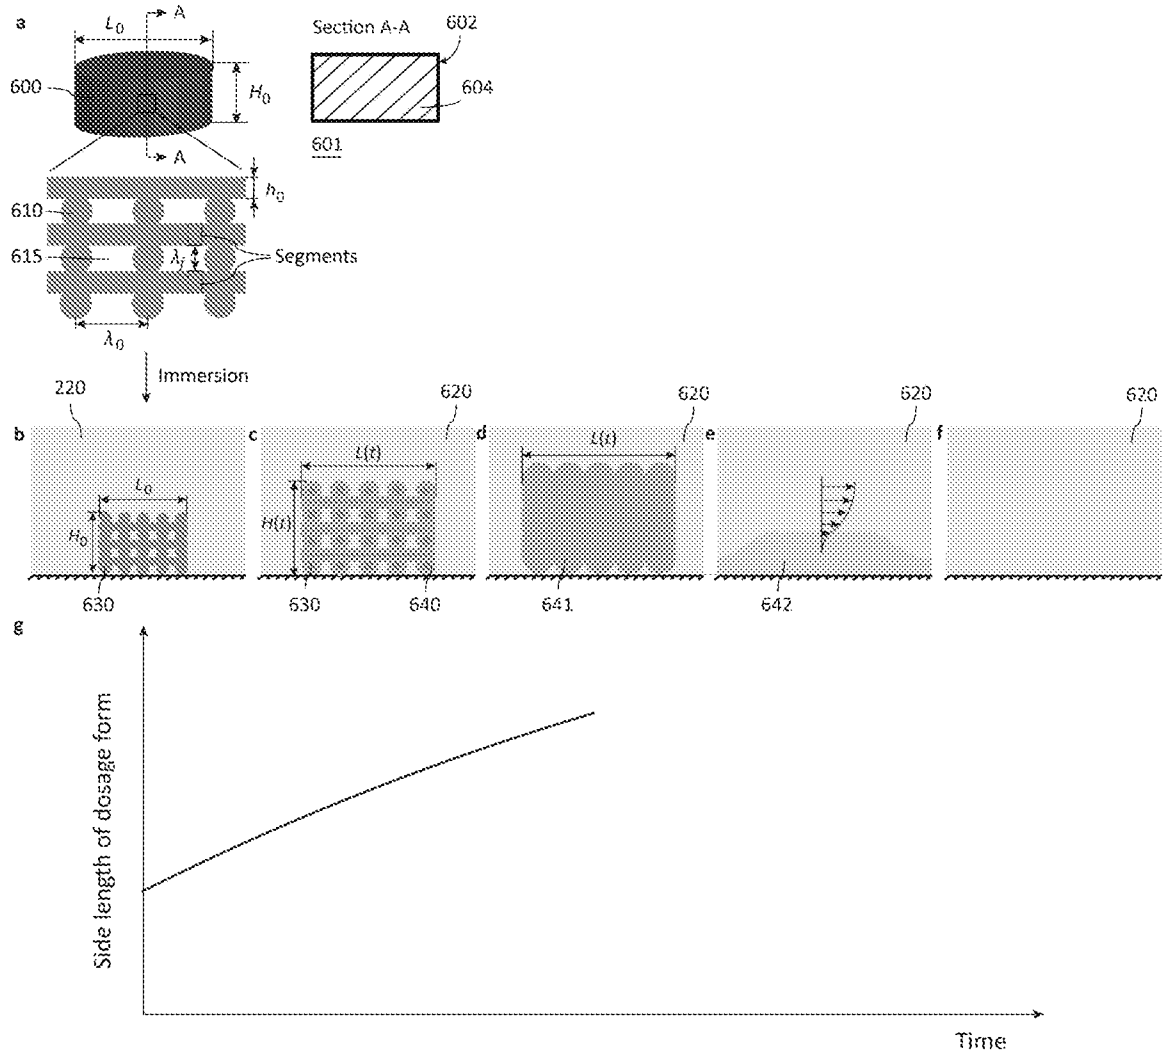 a
A
L0
Section A-A
602
600
H0
604
601
A
h0
610
615
λf
Segments
λ0
Immersion
220
620
620
620
620
b
c
d
e
f
L0
L(t)
L(t)
H0
H(t)
630
630
640
641
642
g
Side length of dosage form
Time